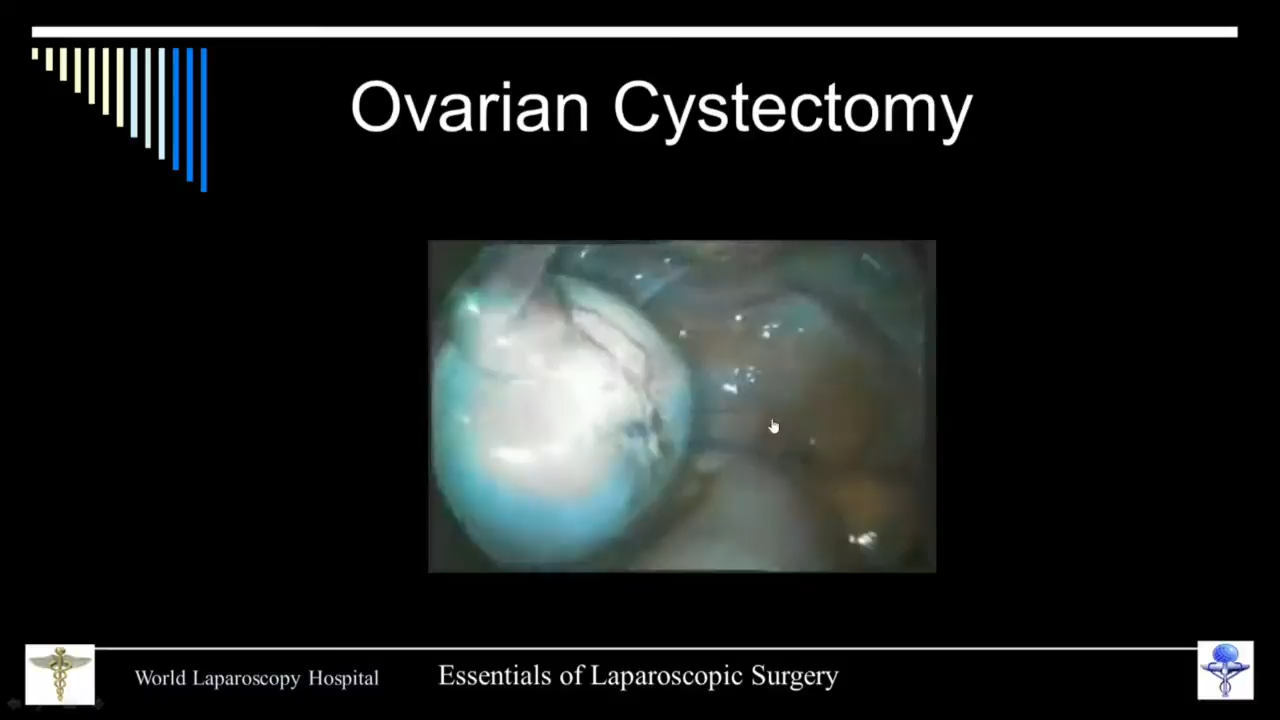 Ovarian Cystectomy
World Laparoscopy Hospital
Essentials of Laparoscopic Surgery